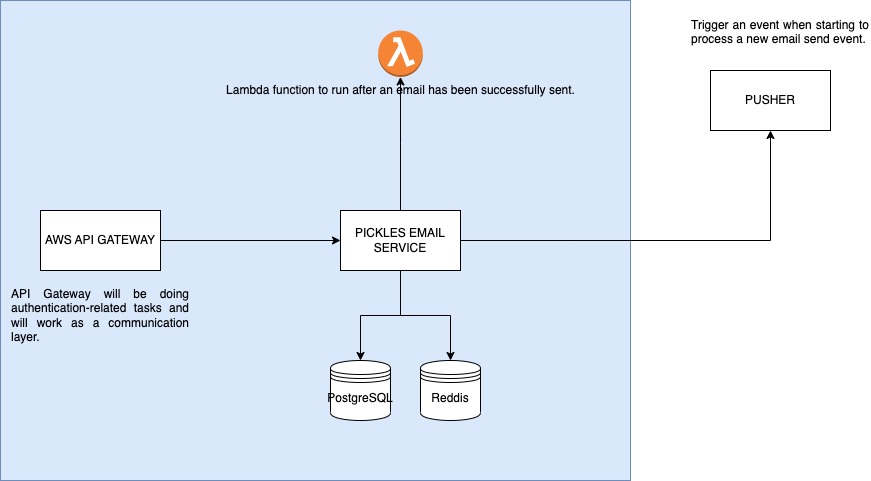 Trigger an event when starting to
process a new email send event.
Lambda function to run after an email has been successfully sent.
PUSHER
AWS API GATEWAY
PICKLES EMAIL
SERVICE
API Gateway will be doing
authentication-related tasks and
will work as a communication
layer.
PostgreSQL
Reddis